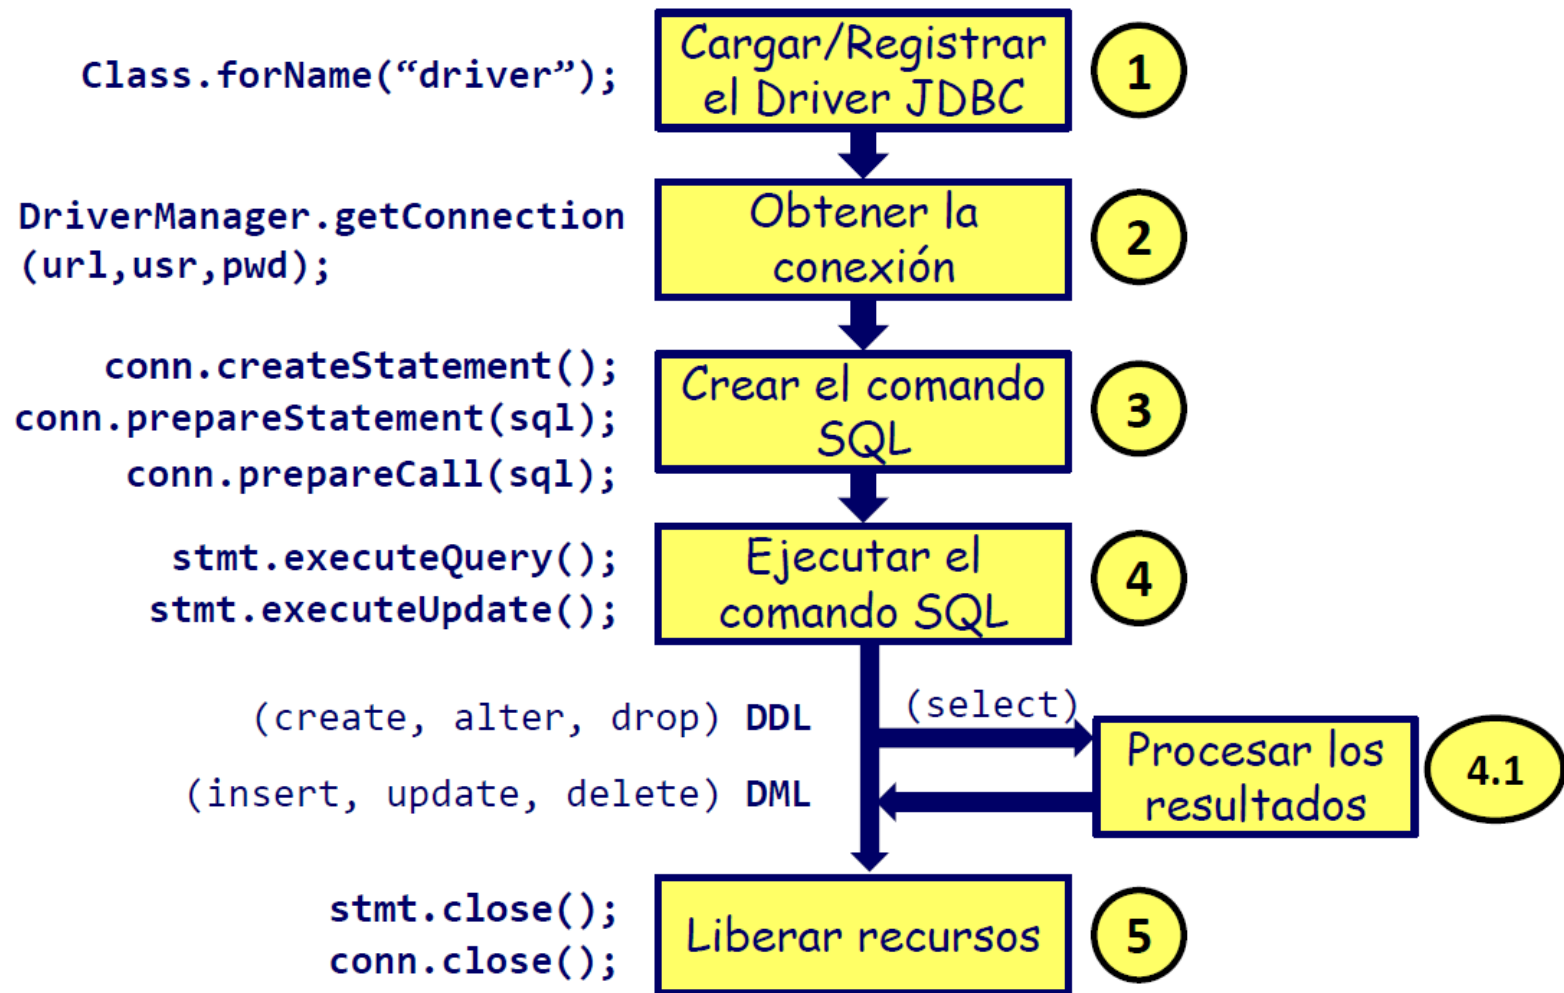 Class.forName(“driver”);
Cargar/Registrar
el Driver JDBC
1
DriverManager.getConnection
(url,usr,pwd);
Obtener la
conexión
2
conn.createStatement();
conn.prepareStatement(sql);
conn.prepareCall(sql);
Crear el comando
SQL
3
stmt.executeQuery();
stmt.executeUpdate();
Ejecutar el
comando SQL
4
(create, alter, drop) DDL
(select)
(insert, update, delete) DML
Procesar los
resultados
4.1
stmt.close();
conn.close();
Liberar recursos
5